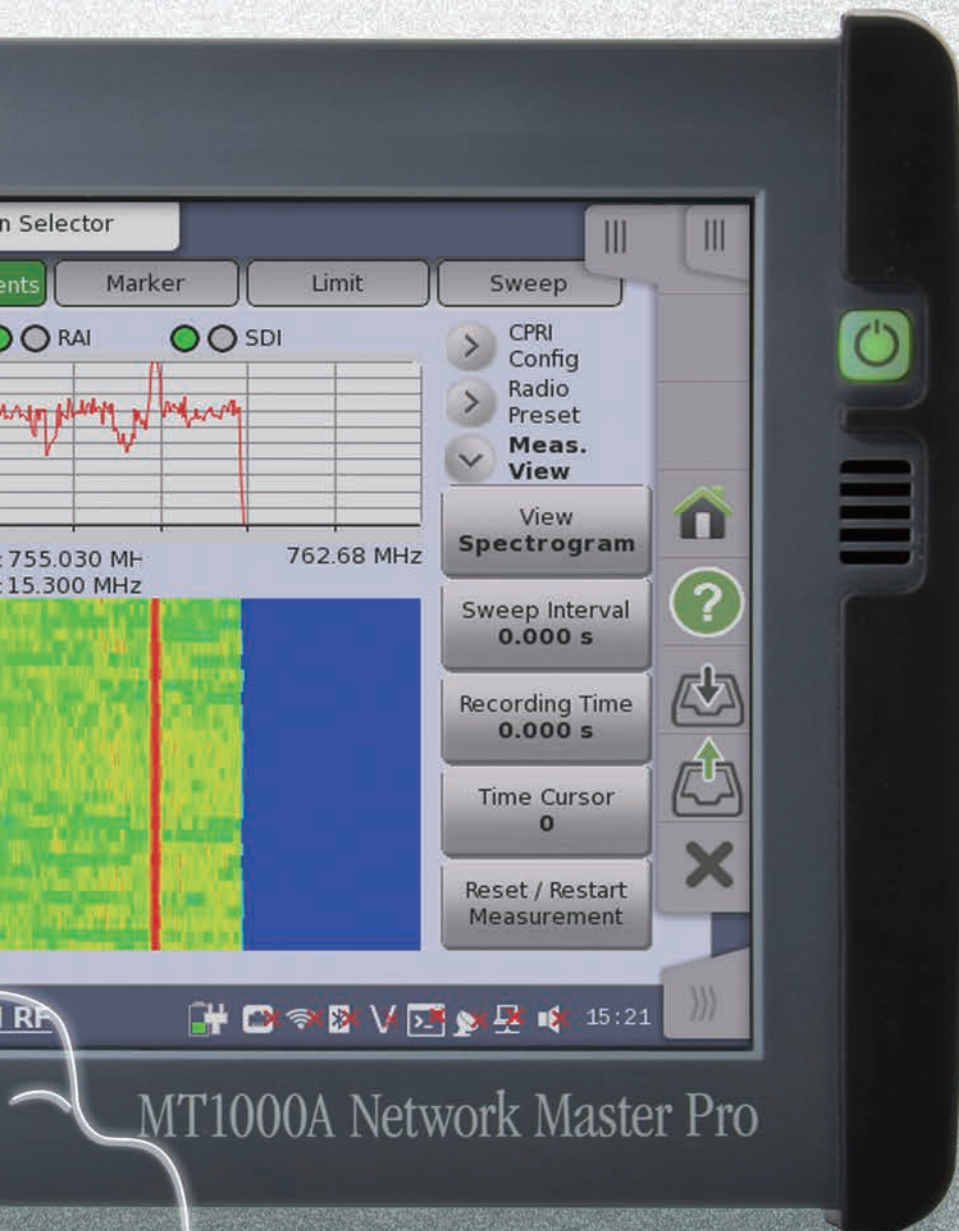 n Selector
ents Marker Limit Sweep
RAI SDI
CPRI
Config
Radio
Preset
Meas.
View
View
Spectrogram
: 755.030 MH 762.68 MHz
: 15.300 MHz
Sweep Interval
0.000 s
Recording Time
0.000 s
Time Cursor
0
Reset / Restart
Measurement
RF
15:21
MT1000A Network Master Pro